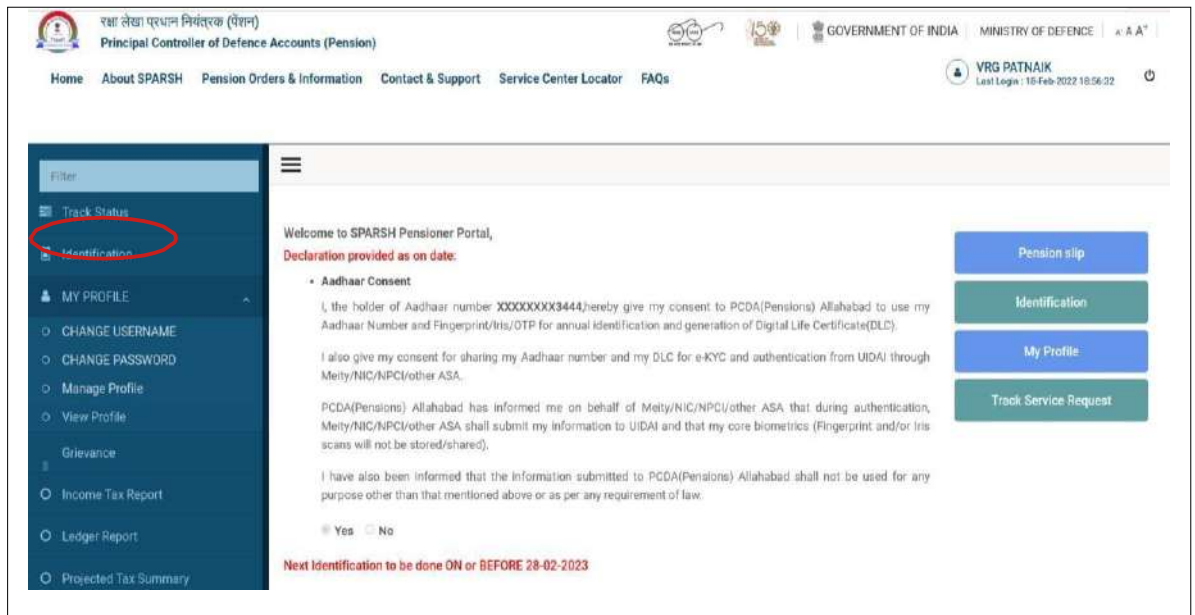 रक्षा लेखा प्रधान नियंत्रक (पेंशन)
Principal Controller of Defence Accounts (Pension)
GOVERNMENT OF INDIA
MINISTRY OF DEFENCE
A⁻ A A⁺
Home About SPARSH Pension Orders & Information Contact & Support Service Center Locator FAQs
VRG PATNAIK
Last Login : 18-Feb-2022 18:56:32
Filter
Track Status
Identification
MY PROFILE
CHANGE USERNAME
CHANGE PASSWORD
Manage Profile
View Profile
Grievance
Income Tax Report
Ledger Report
Projected Tax Summary
Welcome to SPARSH Pensioner Portal,
Declaration provided as on date:
• Aadhaar Consent
I, the holder of Aadhaar number XXXXXXXX3444,hereby give my consent to PCDA(Pensions) Allahabad to use my
Aadhaar Number and Fingerprint/Iris/OTP for annual identification and generation of Digital Life Certificate(DLC).
I also give my consent for sharing my Aadhaar number and my DLC for e-KYC and authentication from UIDAI through
Meity/NIC/NPCI/other ASA.
PCDA(Pensions) Allahabad has informed me on behalf of Meity/NIC/NPCI/other ASA that during authentication,
Meity/NIC/NPCI/other ASA shall submit my information to UIDAI and that my core biometrics (Fingerprint and/or Iris
scans will not be stored/shared).
I have also been informed that the information submitted to PCDA(Pensions) Allahabad shall not be used for any
purpose other than that mentioned above or as per any requirement of law.
Yes No
Next Identification to be done ON or BEFORE 28-02-2023
Pension slip
Identification
My Profile
Track Service Request